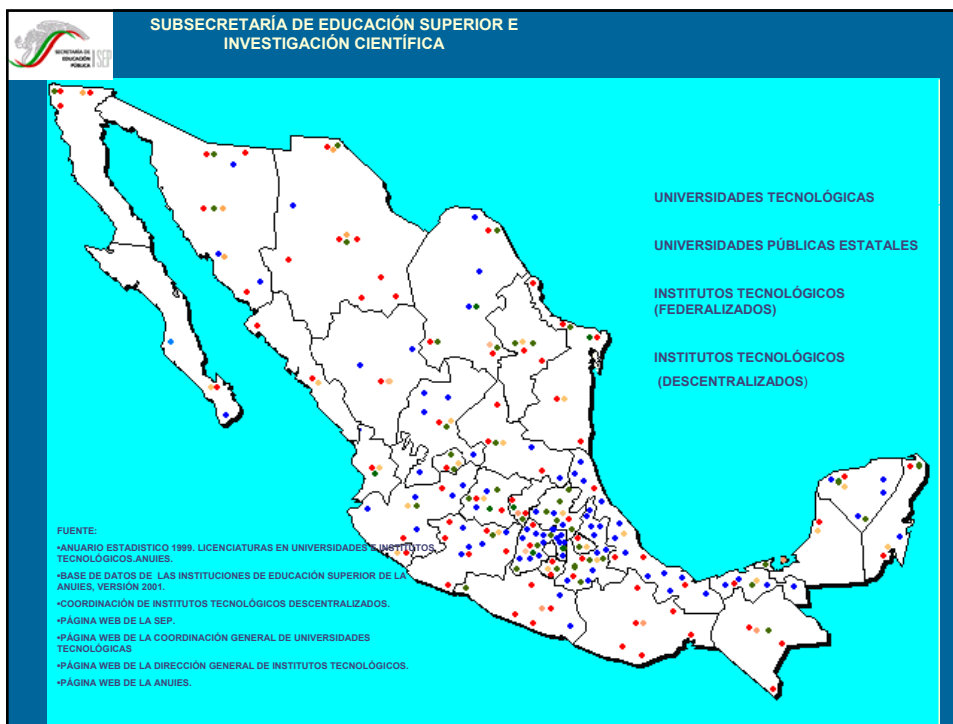 SUBSECRETARÍA DE EDUCACIÓN SUPERIOR E
INVESTIGACIÓN CIENTÍFICA
SECRETARÍA DE
EDUCACIÓN
PÚBLICA
SEP
UNIVERSIDADES TECNOLÓGICAS
UNIVERSIDADES PÚBLICAS ESTATALES
INSTITUTOS TECNOLÓGICOS
(FEDERALIZADOS)
INSTITUTOS TECNOLÓGICOS
(DESCENTRALIZADOS)
FUENTE:
•ANUARIO ESTADISTICO 1999. LICENCIATURAS EN UNIVERSIDADES E INSTITUTOS
TECNOLÓGICOS.ANUIES.
•BASE DE DATOS DE LAS INSTITUCIONES DE EDUCACIÓN SUPERIOR DE LA
ANUIES, VERSIÓN 2001.
•COORDINACIÓN DE INSTITUTOS TECNOLÓGICOS DESCENTRALIZADOS.
•PÁGINA WEB DE LA SEP.
•PÁGINA WEB DE LA COORDINACIÓN GENERAL DE UNIVERSIDADES
TECNOLÓGICAS
•PÁGINA WEB DE LA DIRECCIÓN GENERAL DE INSTITUTOS TECNOLÓGICOS.
•PÁGINA WEB DE LA ANUIES.